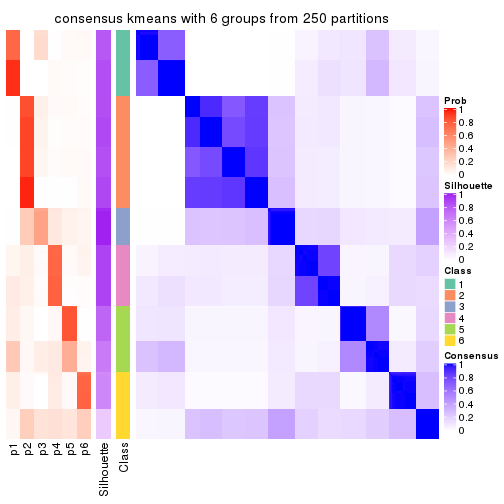 consensus kmeans with 6 groups from 250 partitions
Prob
1
0.8
0.6
0.4
0.2
0
Silhouette
1
0.8
0.6
0.4
0.2
0
Class
1
2
3
4
5
6
Consensus
1
0.8
0.6
0.4
0.2
0
p1
p2
p3
p4
p5
p6
Silhouette
Class